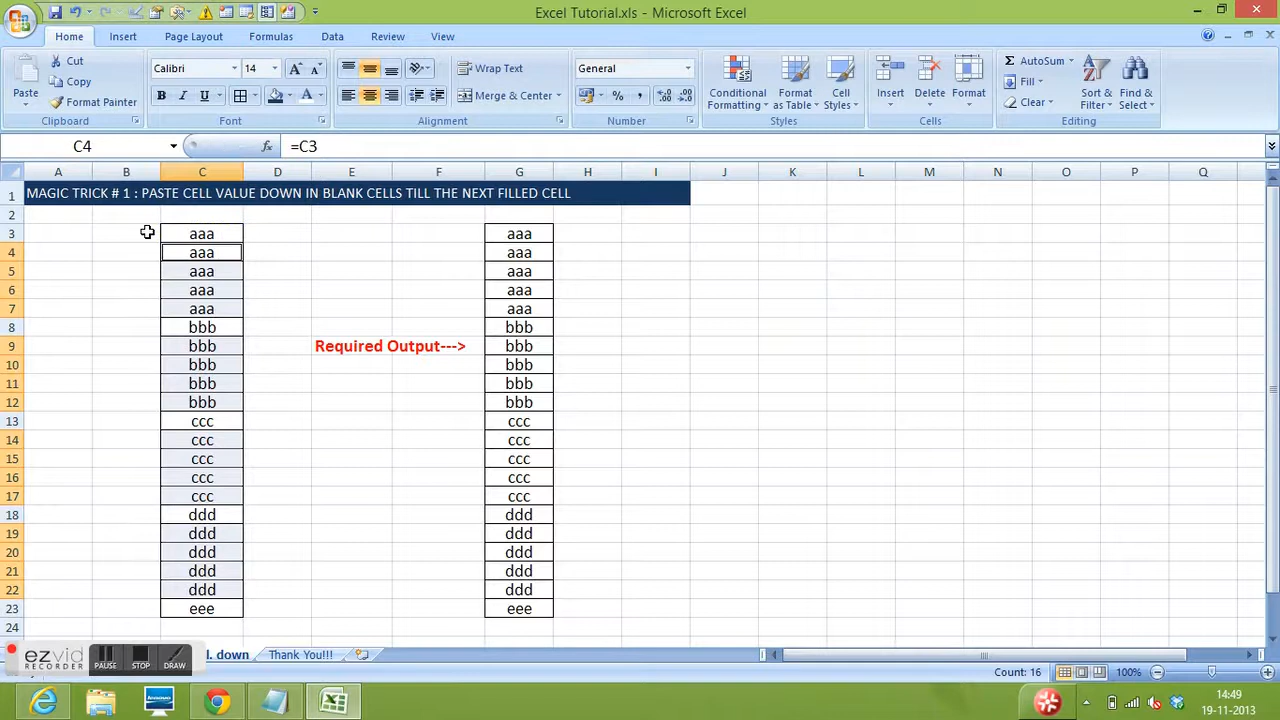 Excel Tutorial.xls - Microsoft Excel
Home Insert Page Layout Formulas Data Review View
Cut
Copy
Format Painter
Paste
Clipboard
Calibri 14
B I U
Font
Wrap Text
Merge & Center
Alignment
General
Number
Conditional Formatting
Format as Table
Cell Styles
Styles
Insert
Delete
Format
Cells
AutoSum
Fill
Clear
Sort & Filter
Find & Select
Editing
C4 fx =C3
A B C D E F G H I J K L M N O P Q
1 MAGIC TRICK # 1 : PASTE CELL VALUE DOWN IN BLANK CELLS TILL THE NEXT FILLED CELL
2
3 aaa aaa
4 aaa aaa
5 aaa aaa
6 aaa aaa
7 aaa aaa
8 bbb bbb
9 bbb Required Output---> bbb
10 bbb bbb
11 bbb bbb
12 bbb bbb
13 ccc ccc
14 ccc ccc
15 ccc ccc
16 ccc ccc
17 ccc ccc
18 ddd ddd
19 ddd ddd
20 ddd ddd
21 ddd ddd
22 ddd ddd
23 eee eee
24
ezvid RECORDER PAUSE STOP DRAW
l. down Thank You!!!
Count: 16 100%
lenovo
14:49
19-11-2013